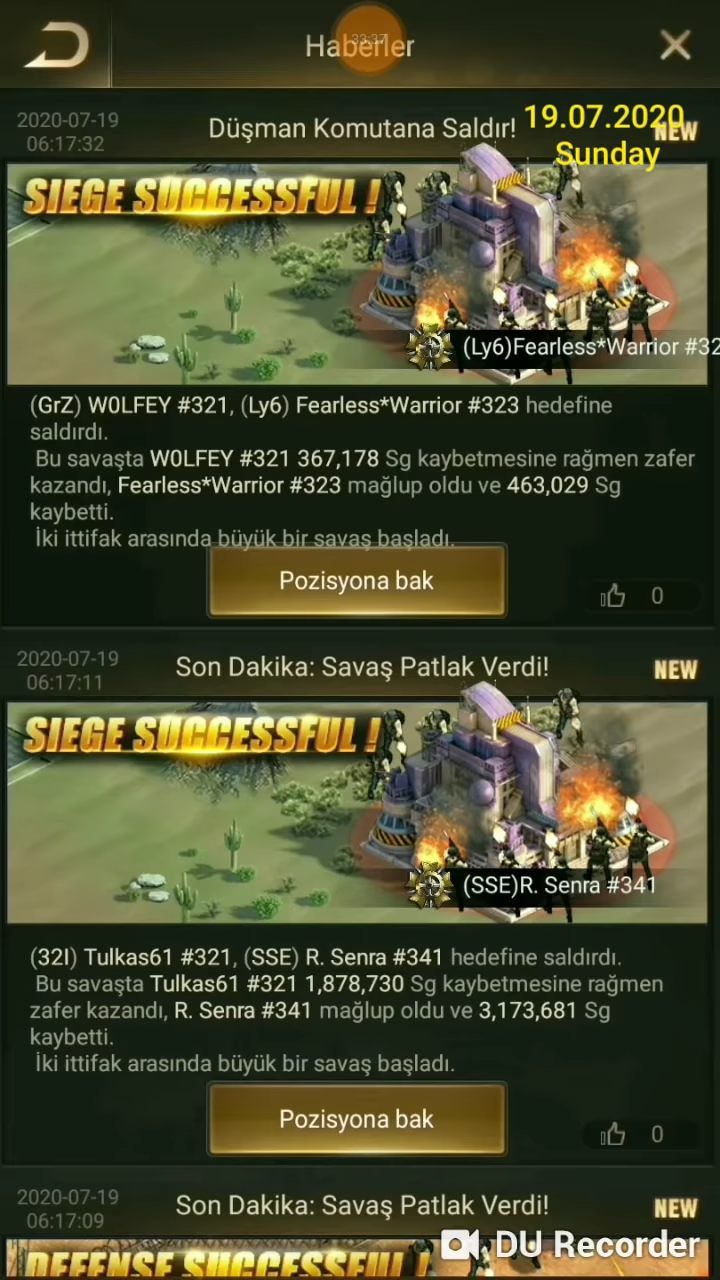 Haberler
33:37
2020-07-19
06:17:32
Düşman Komutana Saldır!
19.07.2020
Sunday
NEW
SIEGE SUCCESSFUL !
(Ly6)Fearless*Warrior #32
(GrZ) W0LFEY #321, (Ly6) Fearless*Warrior #323 hedefine
saldırdı.
Bu savaşta W0LFEY #321 367,178 Sg kaybetmesine rağmen zafer
kazandı, Fearless*Warrior #323 mağlup oldu ve 463,029 Sg
kaybetti.
İki ittifak arasında büyük bir savaş başladı.
Pozisyona bak
0
2020-07-19
06:17:11
Son Dakika: Savaş Patlak Verdi!
NEW
SIEGE SUCCESSFUL !
(SSE)R. Senra #341
(32I) Tulkas61 #321, (SSE) R. Senra #341 hedefine saldırdı.
Bu savaşta Tulkas61 #321 1,878,730 Sg kaybetmesine rağmen
zafer kazandı, R. Senra #341 mağlup oldu ve 3,173,681 Sg
kaybetti.
İki ittifak arasında büyük bir savaş başladı.
Pozisyona bak
0
2020-07-19
06:17:09
Son Dakika: Savaş Patlak Verdi!
NEW
DEFENSE SUCCESSFUL !
DU Recorder